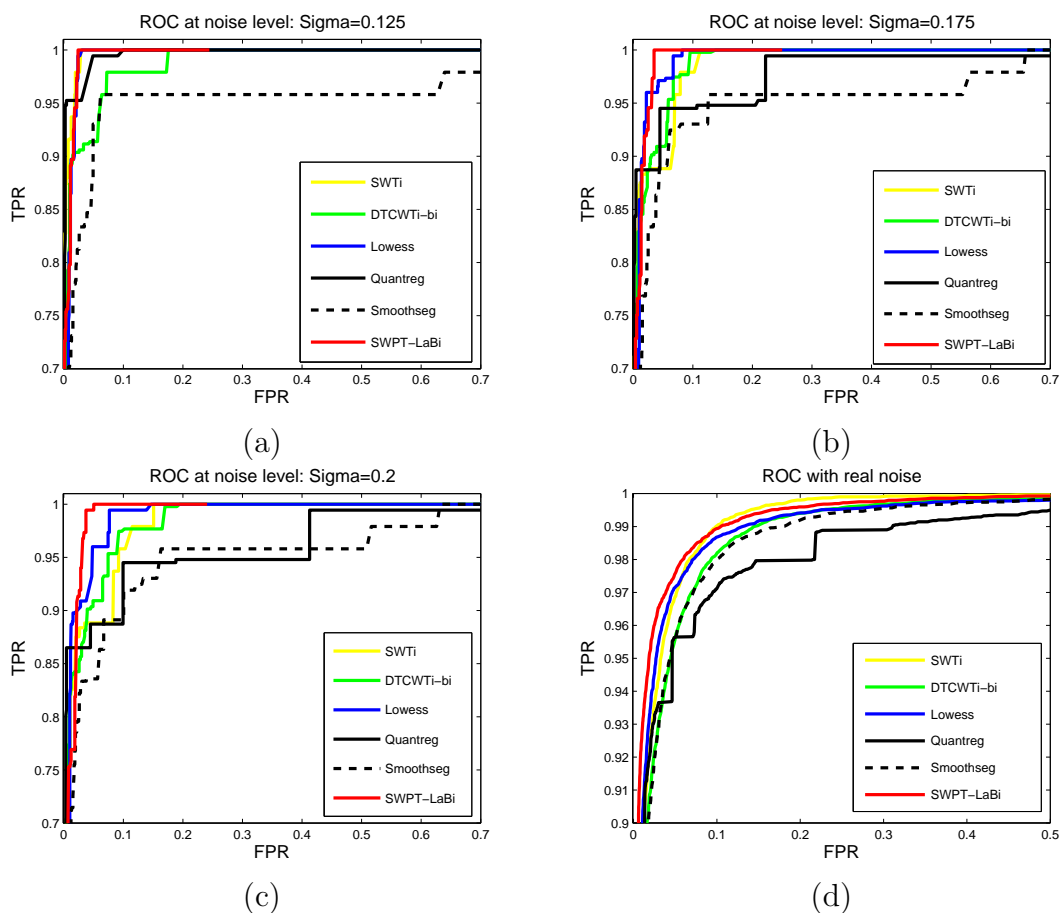 ROC at noise level: Sigma=0.125
1
0.95
0.9
0.85
0.8
0.75
0.7
TPR
SWTi
DTCWTi−bi
Lowess
Quantreg
Smoothseg
SWPT−LaBi
0 0.1 0.2 0.3 0.4 0.5 0.6 0.7
FPR
(a)
ROC at noise level: Sigma=0.175
1
0.95
0.9
0.85
0.8
0.75
0.7
TPR
SWTi
DTCWTi−bi
Lowess
Quantreg
Smoothseg
SWPT−LaBi
0 0.1 0.2 0.3 0.4 0.5 0.6 0.7
FPR
(b)
ROC at noise level: Sigma=0.2
1
0.95
0.9
0.85
0.8
0.75
0.7
TPR
SWTi
DTCWTi−bi
Lowess
Quantreg
Smoothseg
SWPT−LaBi
0 0.1 0.2 0.3 0.4 0.5 0.6 0.7
FPR
(c)
ROC with real noise
1
0.99
0.98
0.97
0.96
0.95
0.94
0.93
0.92
0.91
0.9
TPR
SWTi
DTCWTi−bi
Lowess
Quantreg
Smoothseg
SWPT−LaBi
0 0.1 0.2 0.3 0.4 0.5
FPR
(d)